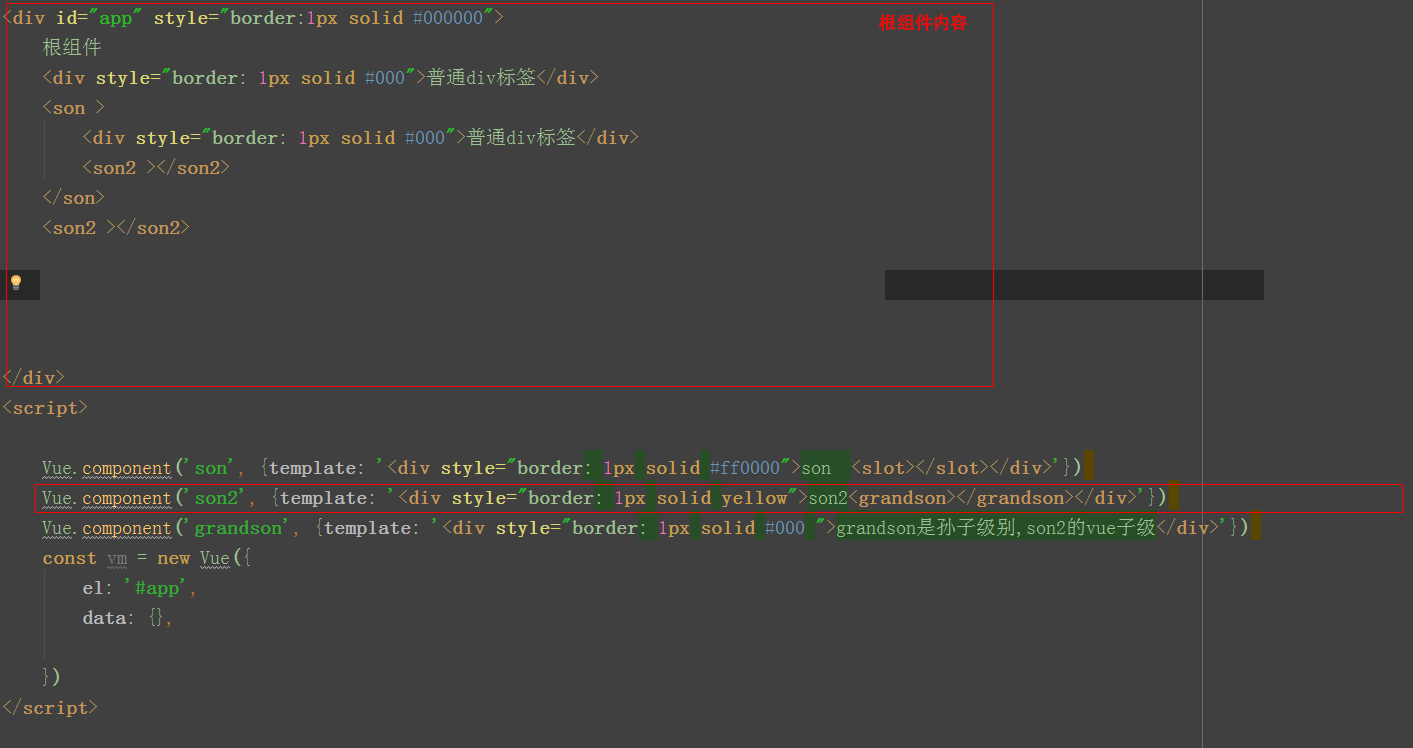 <div id="app" style="border:1px solid #000000">
根组件内容
根组件
<div style="border: 1px solid #000">普通div标签</div>
<son >
<div style="border: 1px solid #000">普通div标签</div>
<son2 ></son2>
</son>
<son2 ></son2>
</div>
<script>
Vue.component('son', {template: '<div style="border: 1px solid #ff0000">son  <slot></slot></div>'})
Vue.component('son2', {template: '<div style="border: 1px solid yellow">son2<grandson></grandson></div>'})
Vue.component('grandson', {template: '<div style="border: 1px solid #000 ">grandson是孙子级别,son2的vue子级</div>'})
const vm = new Vue({
el: '#app',
data: {},
})
</script>